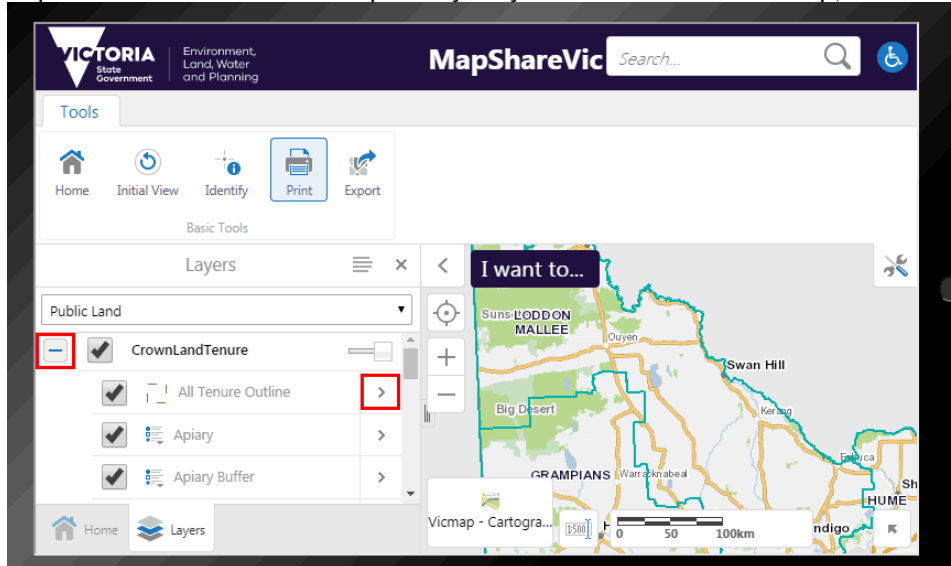 VICTORIA
State
Government
Environment,
Land, Water
and Planning
MapShareVic
Search...
Tools
Home
Initial View
Identify
Print
Export
Basic Tools
Layers
Public Land
CrownLandTenure
All Tenure Outline
Apiary
Apiary Buffer
Home
Layers
I want to...
LODDON
MALLEE
Ouyen
Swan Hill
Big Desert
Kerang
GRAMPIANS
Warracknabeal
HUME
Vicmap - Cartogra...
1:500
0 50 100km